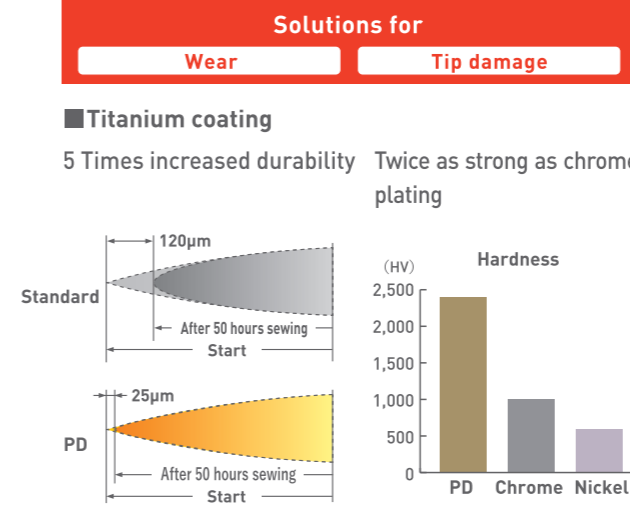 Solutions for
Wear
Tip damage
■Titanium coating
5 Times increased durability
Twice as strong as chrome
plating
120μm
Standard
After 50 hours sewing
Start
25μm
PD
After 50 hours sewing
Start
Hardness
(HV)
2,500
2,000
1,500
1,000
500
0
PD Chrome Nickel